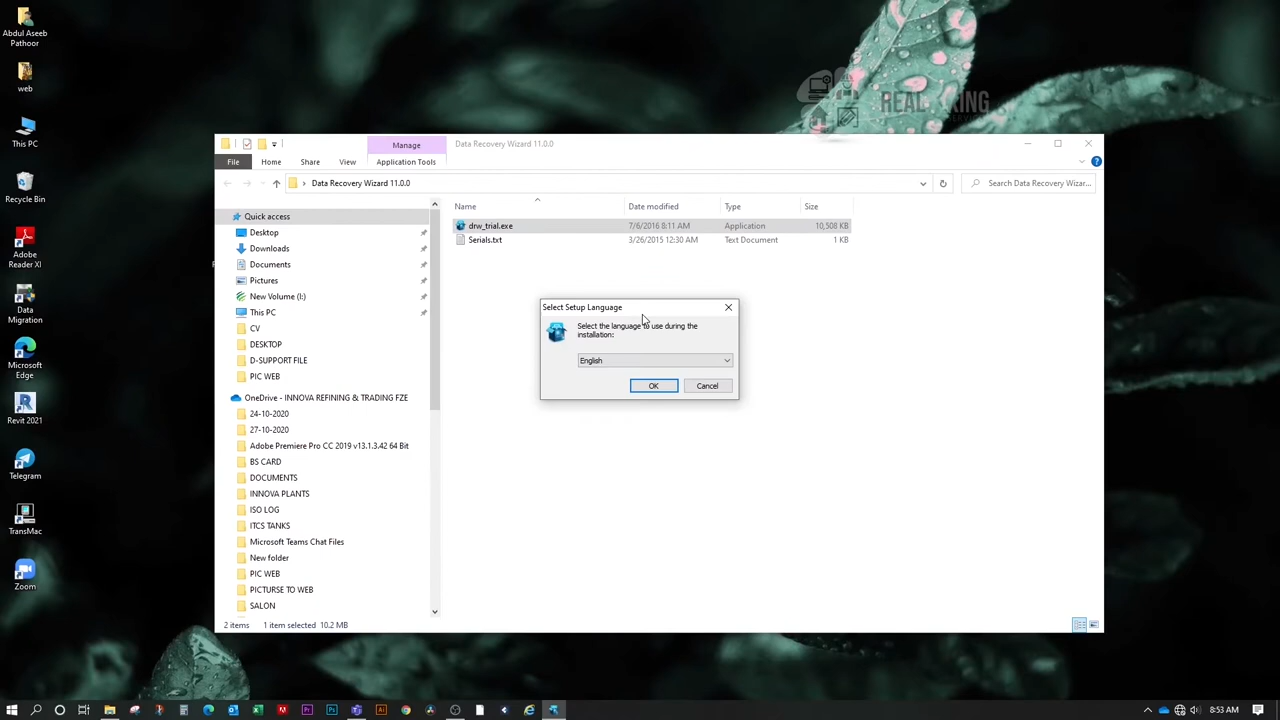 Abdul Aseeb
Pathoor
web
This PC
Recycle Bin
Adobe
Reader XI
Data
Migration
Microsoft
Edge
Revit 2021
Telegram
TransMac
Zoom
Manage
Data Recovery Wizard 11.0.0
File
Home
Share
View
Application Tools
Data Recovery Wizard 11.0.0
Search Data Recovery Wizar...
Name
Date modified
Type
Size
drw_trial.exe
7/6/2016 8:11 AM
Application
10,508 KB
Serials.txt
3/26/2015 12:30 AM
Text Document
1 KB
Quick access
Desktop
Downloads
Documents
Pictures
New Volume (I:)
This PC
CV
DESKTOP
D-SUPPORT FILE
PIC WEB
OneDrive - INNOVA REFINING & TRADING FZE
24-10-2020
27-10-2020
Adobe Premiere Pro CC 2019 v13.1.3.42 64 Bit
BS CARD
DOCUMENTS
INNOVA PLANTS
ISO LOG
ITCS TANKS
Microsoft Teams Chat Files
New folder
PIC WEB
PICTURSE TO WEB
SALON
Select Setup Language
Select the language to use during the
installation:
English
OK
Cancel
2 items
1 item selected 10.2 MB
8:53 AM